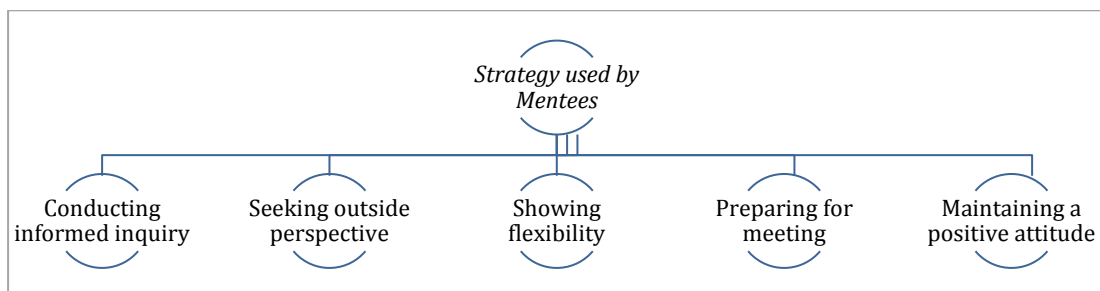 Strategy used by
Mentees
Conducting
informed inquiry
Seeking outside
perspective
Showing
flexibility
Preparing for
meeting
Maintaining a
positive attitude